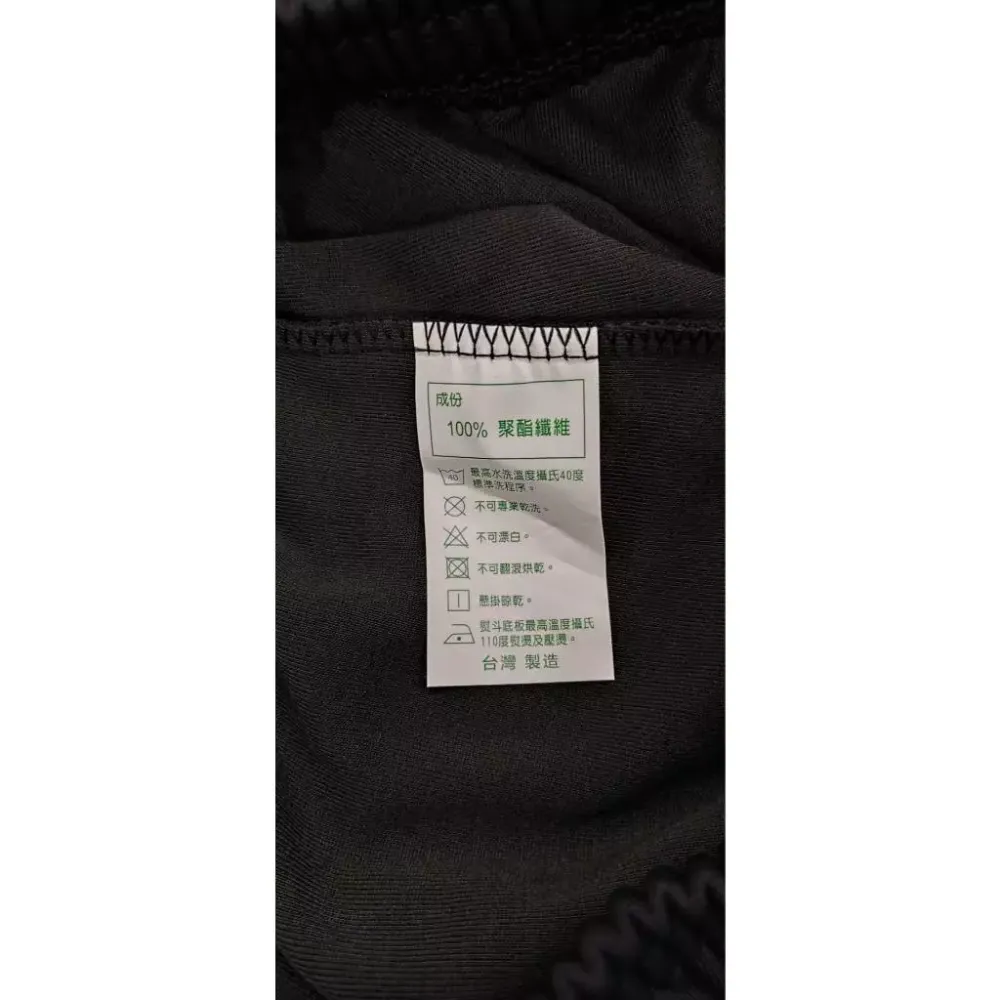 成份
100% 聚酯纖維
40
最高水洗溫度攝氏40度
標準洗程序。
不可專業乾洗。
不可漂白。
不可翻滾烘乾。
懸掛晾乾。
熨斗底板最高溫度攝氏
110度熨燙及壓燙。
台灣 製造